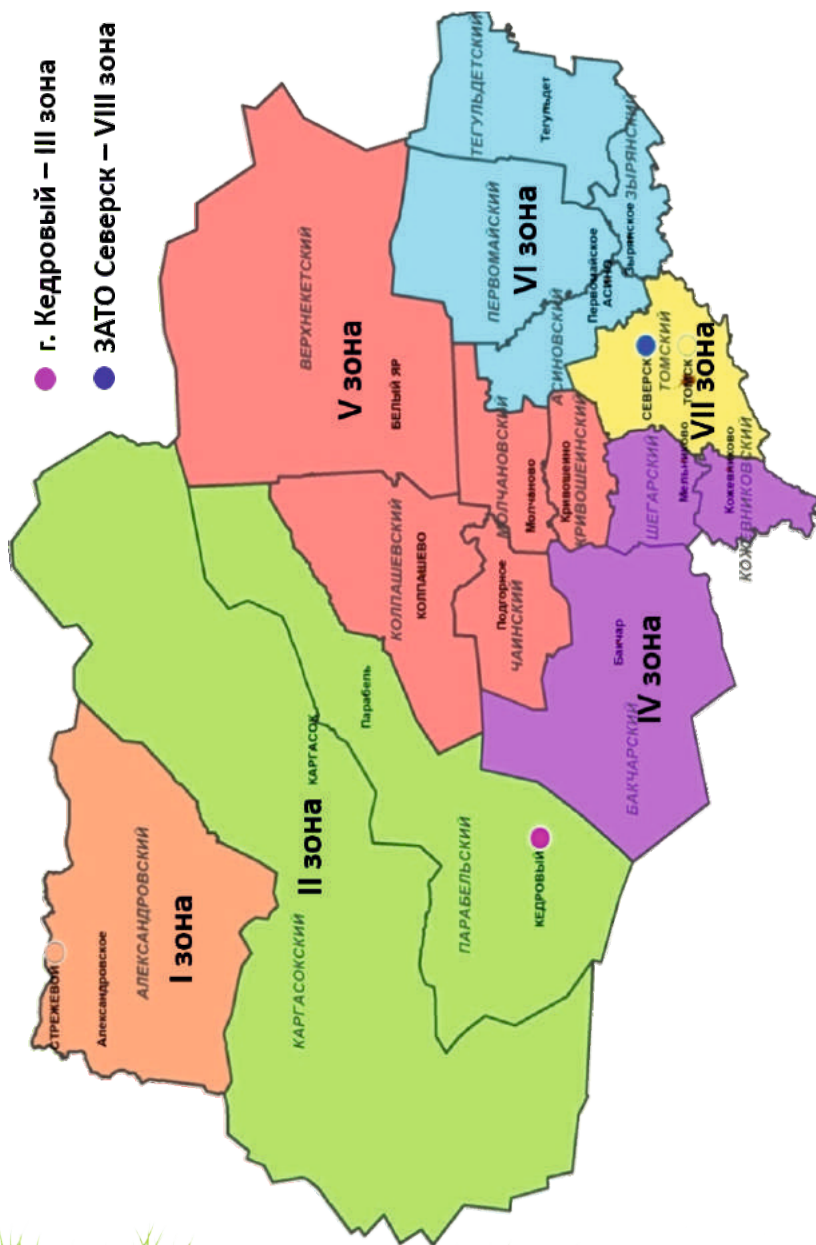 г. Кедровый – III зона
ЗАТО Северск – VIII зона
СТРЕЖЕВОЙ
Александровское
АЛЕКСАНДРОВСКИЙ
I зона
КАРГАСОКСКИЙ
II зона
КАРГАСОК
Парабель
ПАРАБЕЛЬСКИЙ
КЕДРОВЫЙ
ВЕРХНЕКЕТСКИЙ
V зона
БЕЛЫЙ ЯР
КОЛПАШЕВСКИЙ
КОЛПАШЕВО
МОЛЧАНОВСКИЙ
Молчаново
Подгорное
ЧАИНСКИЙ
Кривошеино
КРИВОШЕИНСКИЙ
ТЕГУЛЬДЕТСКИЙ
Тегульдет
ПЕРВОМАЙСКИЙ
VI зона
Первомайское
АСИНО
АСИНОВСКИЙ
Зырянское
ЗЫРЯНСКИЙ
СЕВЕРСК
ТОМСКИЙ
ТОМСК
VII зона
ШЕГАРСКИЙ
Мельниково
Кожевниково
КОЖЕВНИКОВСКИЙ
Бакчар
БАКЧАРСКИЙ
IV зона